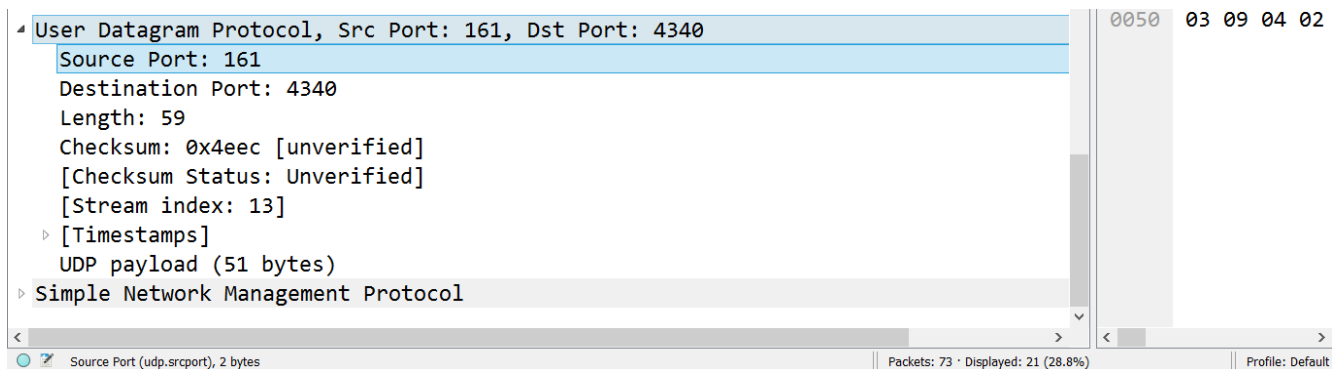 User Datagram Protocol, Src Port: 161, Dst Port: 4340
Source Port: 161
Destination Port: 4340
Length: 59
Checksum: 0x4eec [unverified]
[Checksum Status: Unverified]
[Stream index: 13]
[Timestamps]
UDP payload (51 bytes)
Simple Network Management Protocol
0050 03 09 04 02
Source Port (udp.srcport), 2 bytes
Packets: 73 · Displayed: 21 (28.8%)
Profile: Default